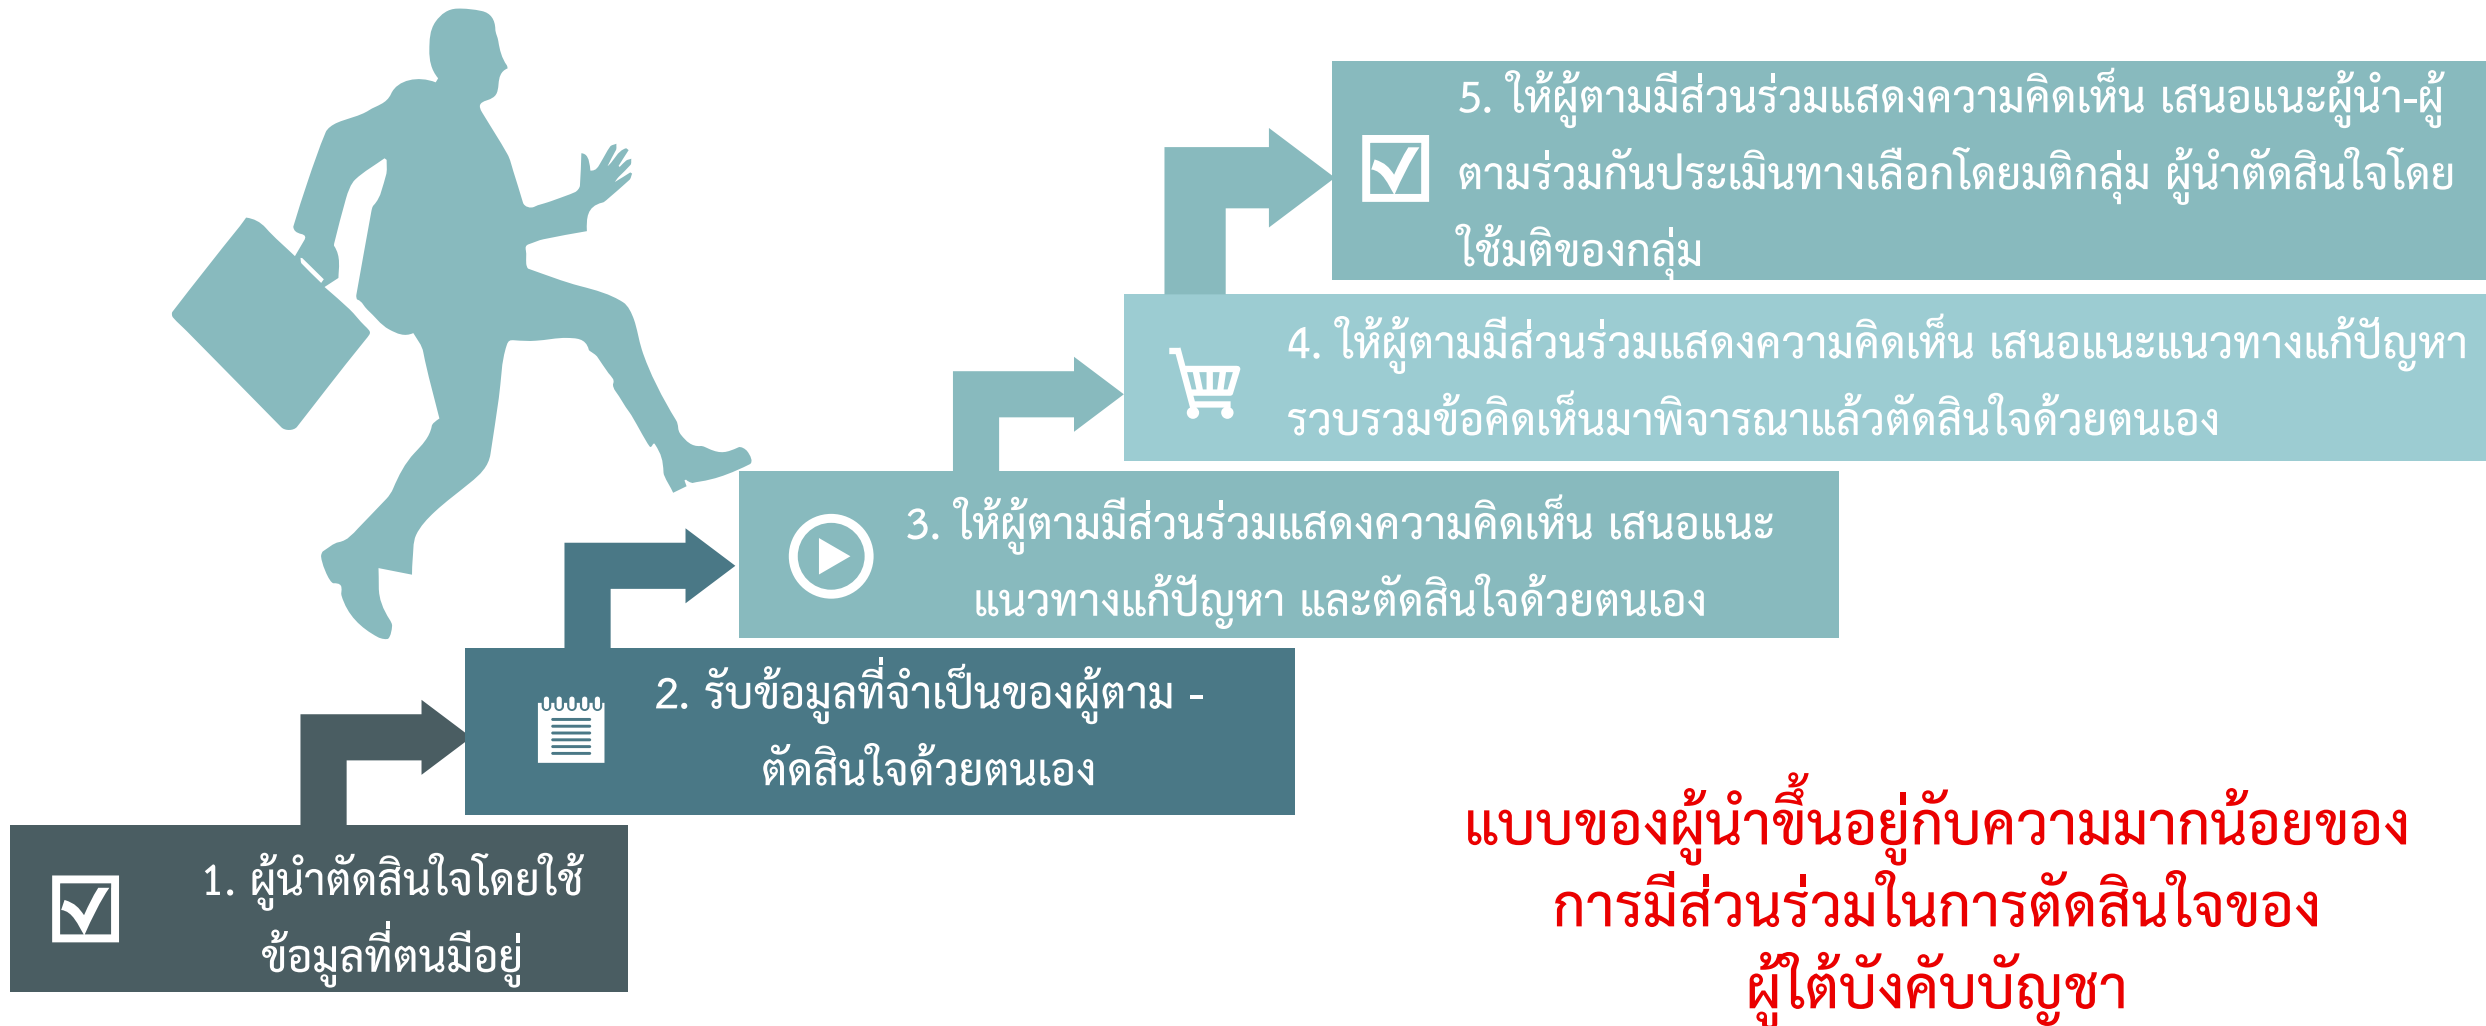 5. ให้ผู้ตามมีส่วนร่วมแสดงความคิดเห็น เสนอแนะผู้นำ-ผู้
ตามร่วมกันประเมินทางเลือกโดยมติกลุ่ม ผู้นำตัดสินใจโดย
ใช้มติของกลุ่ม
4. ให้ผู้ตามมีส่วนร่วมแสดงความคิดเห็น เสนอแนะแนวทางแก้ปัญหา
รวบรวมข้อคิดเห็นมาพิจารณาแล้วตัดสินใจด้วยตนเอง
3. ให้ผู้ตามมีส่วนร่วมแสดงความคิดเห็น เสนอแนะ
แนวทางแก้ปัญหา และตัดสินใจด้วยตนเอง
2. รับข้อมูลที่จำเป็นของผู้ตาม -
ตัดสินใจด้วยตนเอง
1. ผู้นำตัดสินใจโดยใช้
ข้อมูลที่ตนมีอยู่
แบบของผู้นำขึ้นอยู่กับความมากน้อยของ
การมีส่วนร่วมในการตัดสินใจของ
ผู้ใต้บังคับบัญชา